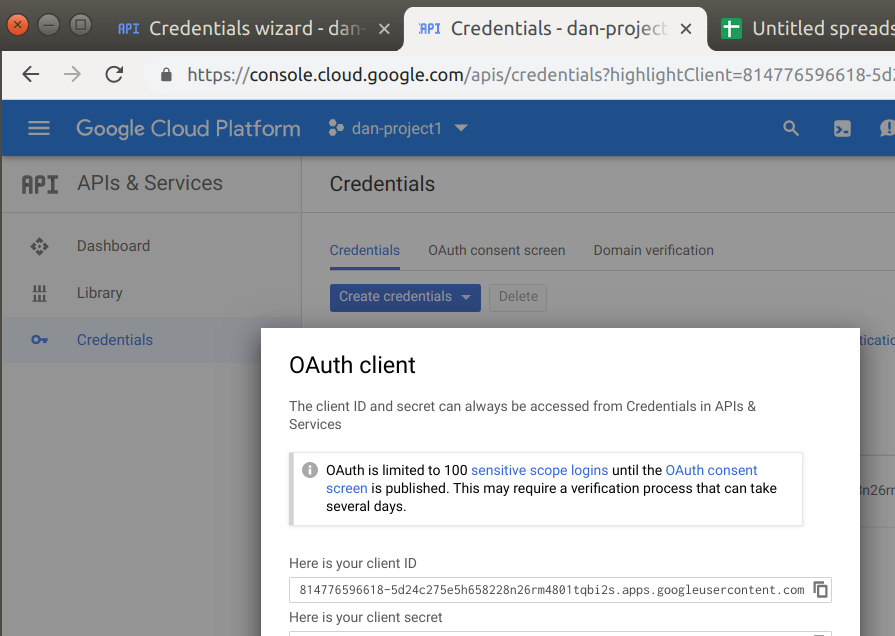 API Credentials wizard - dan-
API Credentials - dan-project
Untitled spreads
https://console.cloud.google.com/apis/credentials?highlightClient=814776596618-5d2
Google Cloud Platform
dan-project1
API APIs & Services
Credentials
Dashboard
Library
Credentials
Credentials
OAuth consent screen
Domain verification
Create credentials
Delete
OAuth client
The client ID and secret can always be accessed from Credentials in APIs &
Services
OAuth is limited to 100 sensitive scope logins until the OAuth consent
screen is published. This may require a verification process that can take
several days.
Here is your client ID
814776596618-5d24c275e5h658228n26rm4801tqbi2s.apps.googleusercontent.com
Here is your client secret